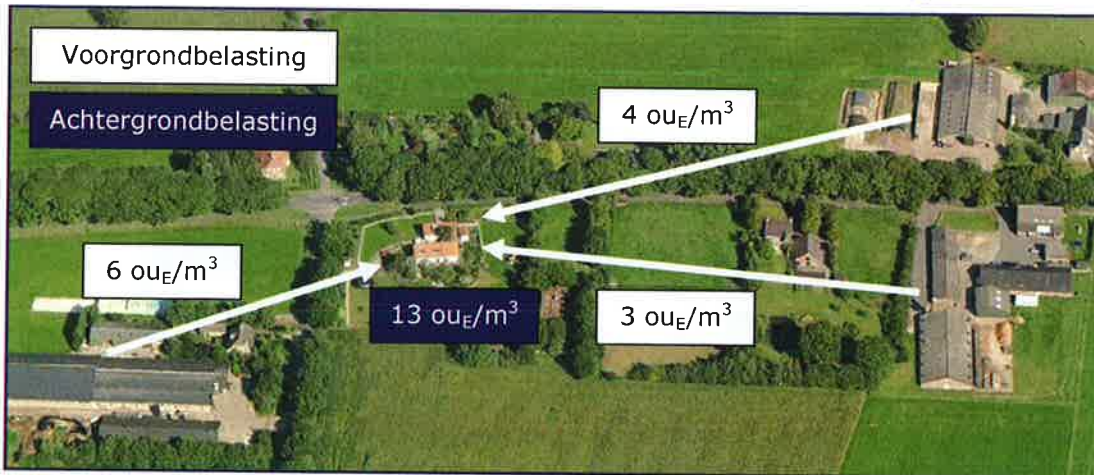 Voorgrondbelasting
Achtergrondbelasting
4 ouE/m³
6 ouE/m³
13 ouE/m³
3 ouE/m³